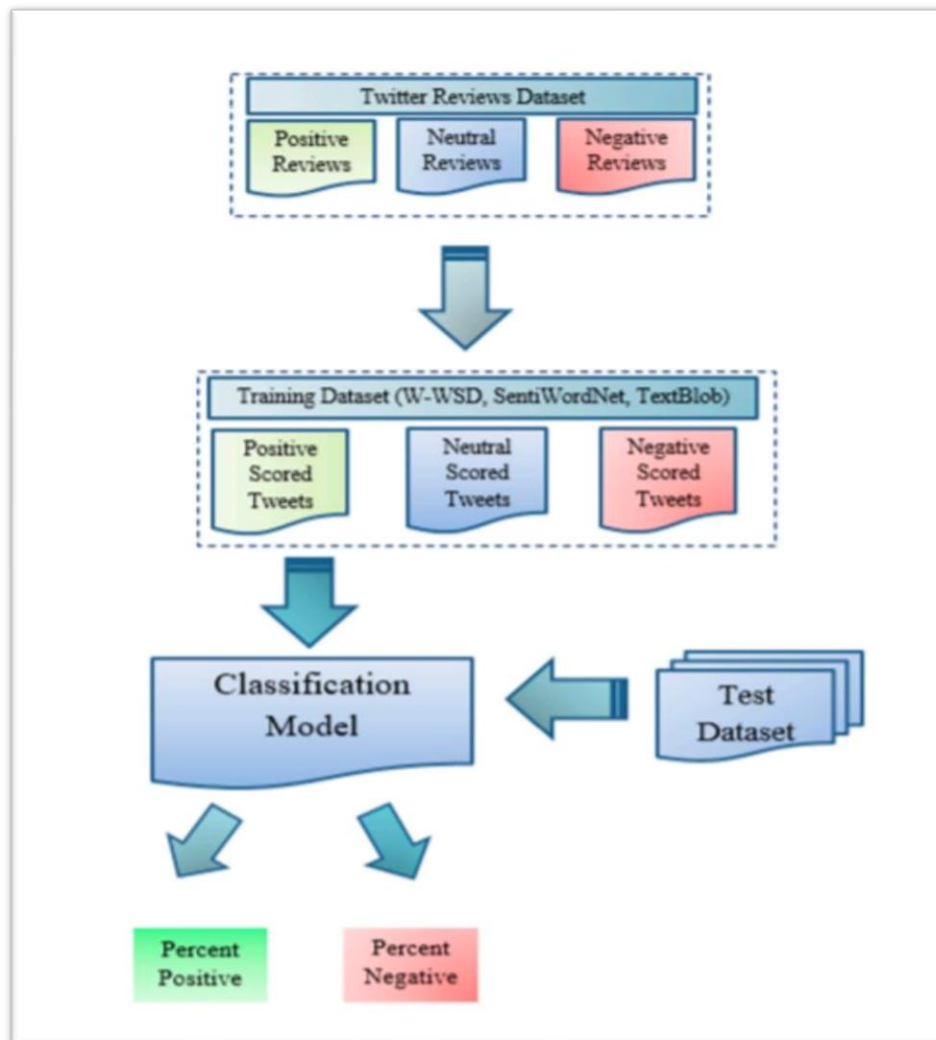 Twitter Reviews Dataset
Positive
Reviews
Neutral
Reviews
Negative
Reviews
Training Dataset (W-WSD, SentiWordNet, TextBlob)
Positive
Scored
Tweets
Neutral
Scored
Tweets
Negative
Scored
Tweets
Classification
Model
Test
Dataset
Percent
Positive
Percent
Negative